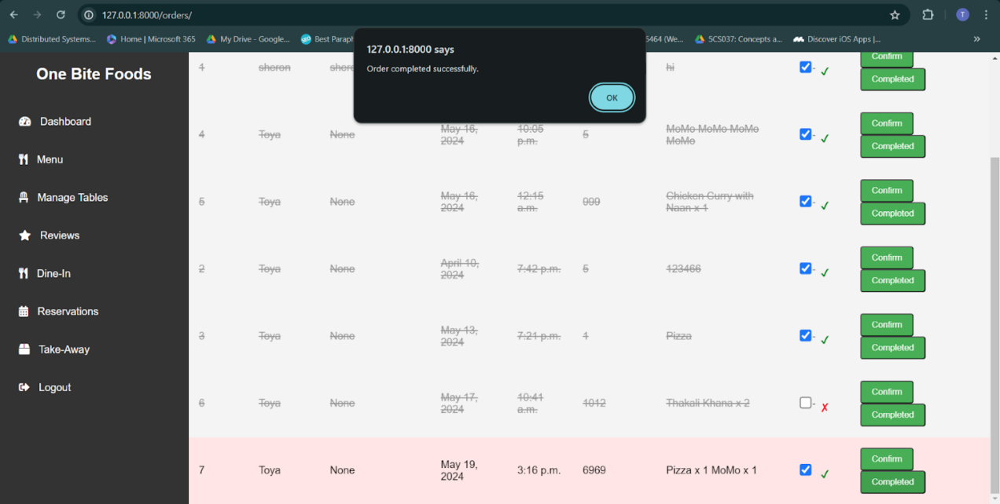 127.0.0.1:8000/orders/
T
Distributed Systems... Home | Microsoft 365 My Drive - Google... Best Paraph 5464 (We... 5CS037: Concepts a... Discover iOS Apps |... »
127.0.0.1:8000 says
Order completed successfully.
OK
One Bite Foods
Dashboard
Menu
Manage Tables
Reviews
Dine-In
Reservations
Take-Away
Logout
1 sheron hi - ✓ Confirm
Completed
4 Toya None May 16, 10:05 5 MoMo MoMo MoMo - ✓ Confirm
2024 p.m. MoMo Completed
5 Toya None May 16, 12:15 999 Chicken Curry with - ✓ Confirm
2024 a.m. Naan x 1 Completed
2 Toya None April 10, 7:42 p.m. 5 123466 - ✓ Confirm
2024 Completed
3 Toya None May 13, 7:21 p.m. 1 Pizza - ✓ Confirm
2024 Completed
6 Toya None May 17, 10:41 1012 Thakali Khana x 2 - ✗ Confirm
2024 a.m. Completed
7 Toya None May 19, 3:16 p.m. 6969 Pizza x 1 MoMo x 1 ✓ Confirm
2024 Completed